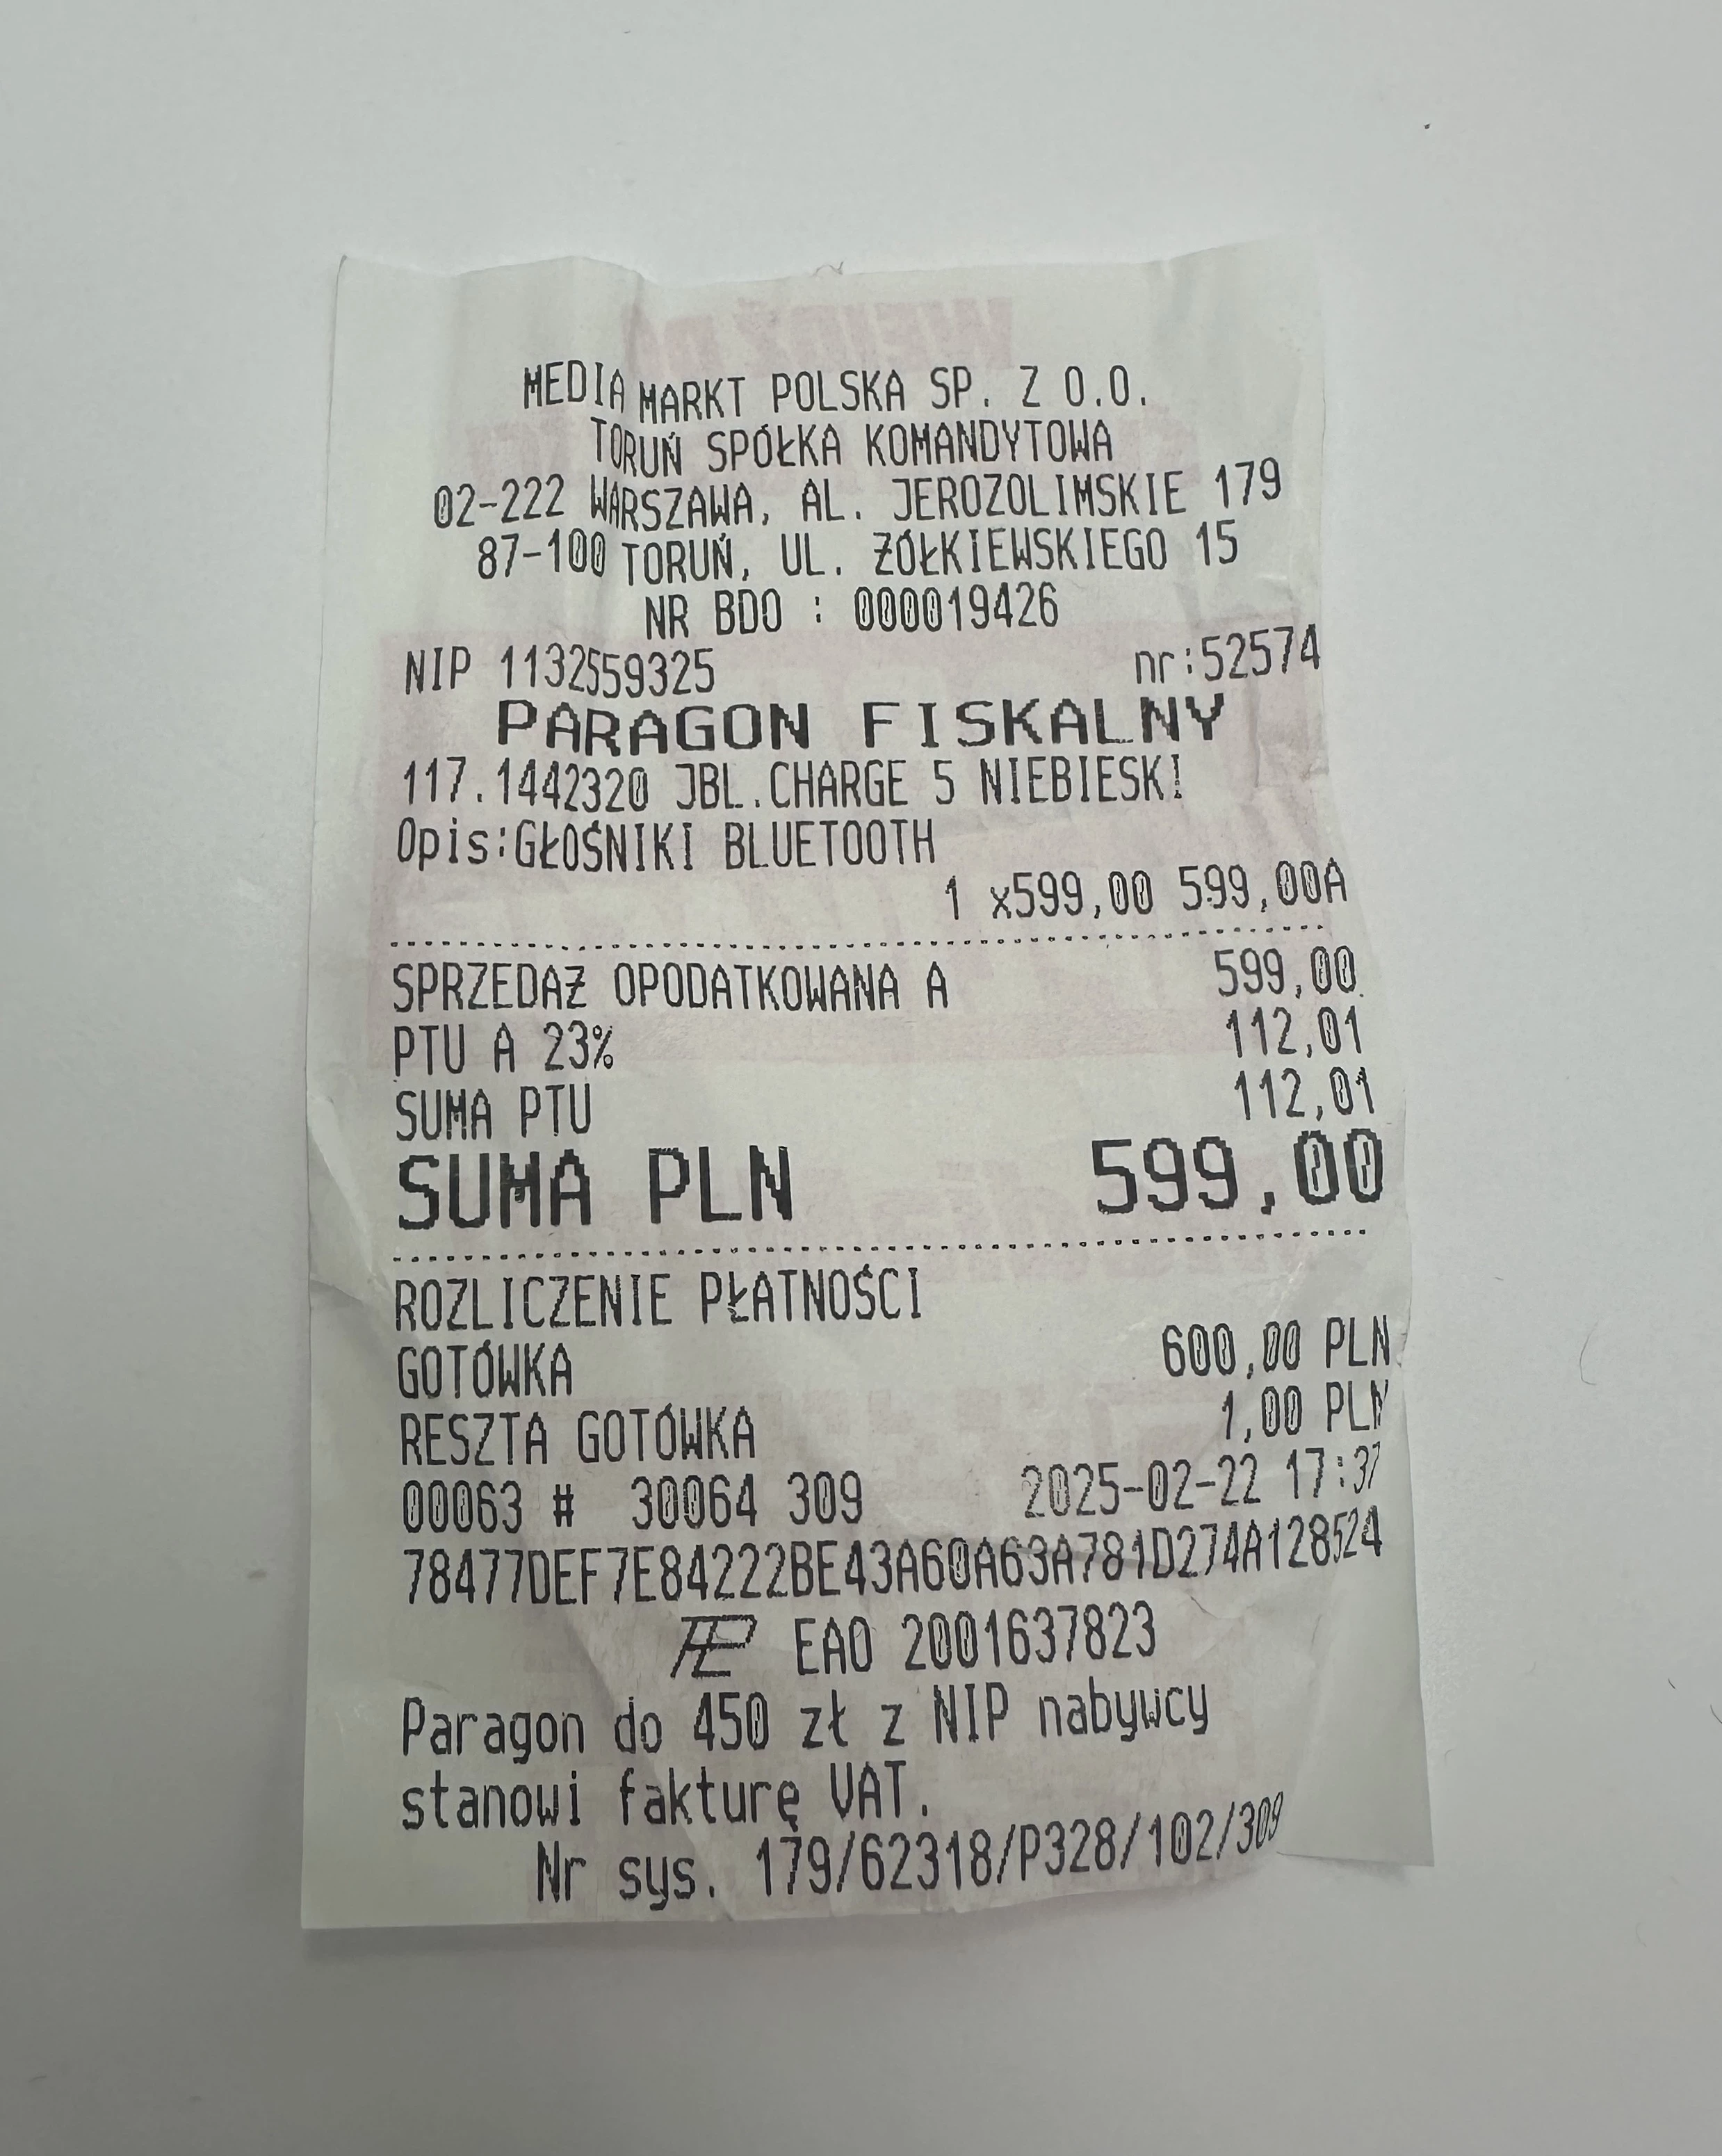 MEDIA MARKT POLSKA SP. Z O.O.
TORUŃ SPÓŁKA KOMANDYTOWA
02-222 WARSZAWA, AL. JEROZOLIMSKIE 179
87-100 TORUŃ, UL. ŻÓŁKIEWSKIEGO 15
NR BDO : 000019426
NIP 1132559325 nr:52574
PARAGON FISKALNY
117.1442320 JBL.CHARGE 5 NIEBIESK!
Opis:GŁOŚNIKI BLUETOOTH
1 x599,00 599,00A
SPRZEDAŻ OPODATKOWANA A 599,00
PTU A 23% 112,01
SUMA PTU 112,01
SUMA PLN 599,00
ROZLICZENIE PŁATNOŚCI
GOTÓWKA 600,00 PLN
RESZTA GOTÓWKA 1,00 PLN
00063 # 30064 309 2025-02-22 17:37
78477DEF7E84222BE43A60A63A781D274A128524
EAO 2001637823
Paragon do 450 zł z NIP nabywcy
stanowi fakturę VAT.
Nr sys. 179/62318/P328/102/309